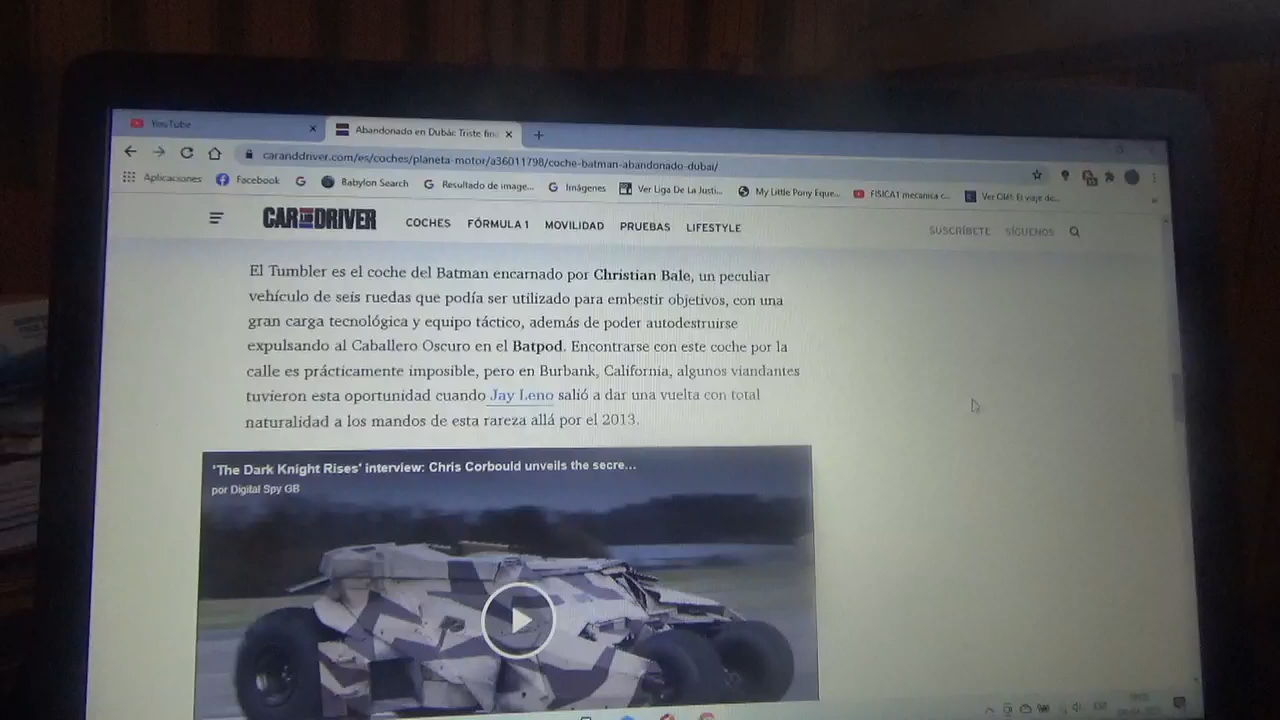 YouTube
Abandonado en Dubái: Triste fin
caranddriver.com/es/coches/planeta-motor/a36011798/coche-batman-abandonado-dubai/
Aplicaciones Facebook Babylon Search Resultado de image... Imágenes Ver Liga De La Justi... My Little Pony Eque... FISICA1 mecanica c...
CAR AND DRIVER COCHES FÓRMULA 1 MOVILIDAD PRUEBAS LIFESTYLE SUSCRÍBETE SÍGUENOS
El Tumbler es el coche del Batman encarnado por Christian Bale, un peculiar
vehículo de seis ruedas que podía ser utilizado para embestir objetivos, con una
gran carga tecnológica y equipo táctico, además de poder autodestruirse
expulsando al Caballero Oscuro en el Batpod. Encontrarse con este coche por la
calle es prácticamente imposible, pero en Burbank, California, algunos viandantes
tuvieron esta oportunidad cuando Jay Leno salió a dar una vuelta con total
naturalidad a los mandos de esta rareza allá por el 2013.
'The Dark Knight Rises' interview: Chris Corbould unveils the secre...
por Digital Spy GB
ESP